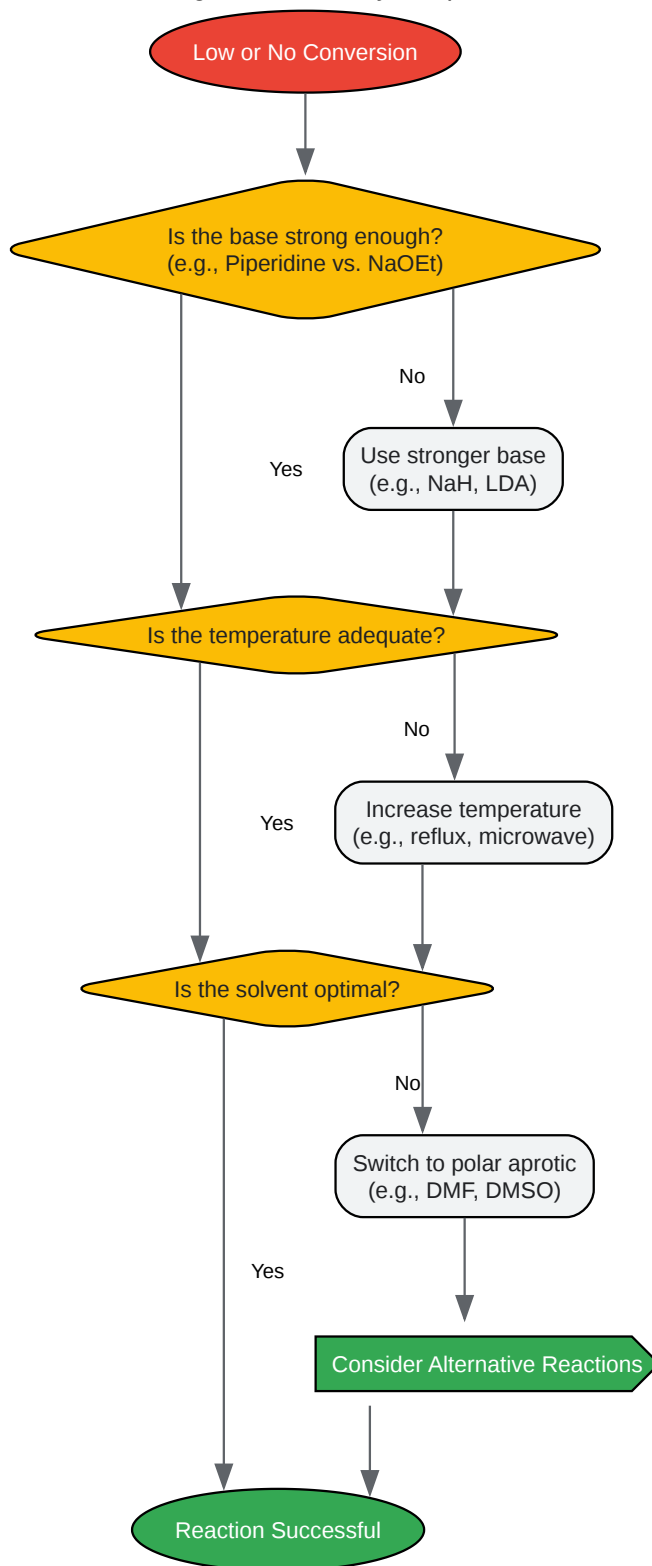 Low or No Conversion
Is the base strong enough?
(e.g., Piperidine vs. NaOEt)
No
Yes
Use stronger base
(e.g., NaH, LDA)
Is the temperature adequate?
No
Yes
Increase temperature
(e.g., reflux, microwave)
Is the solvent optimal?
No
Switch to polar aprotic
(e.g., DMF, DMSO)
Yes
Consider Alternative Reactions
Reaction Successful